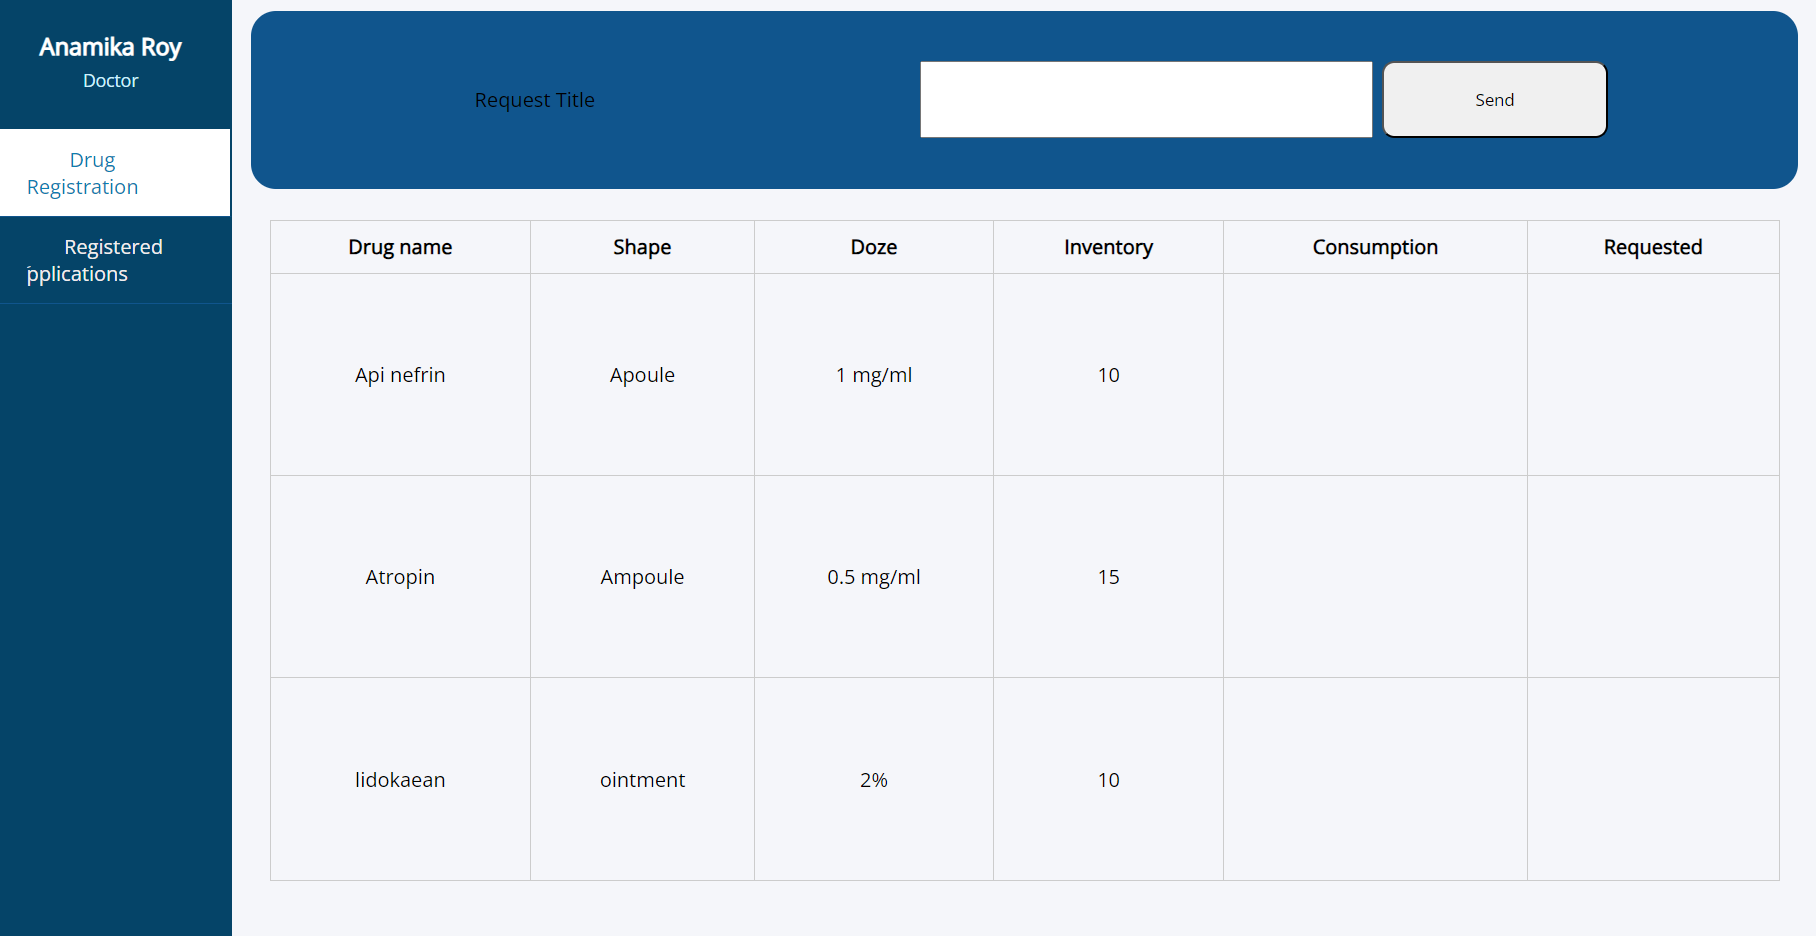 Anamika Roy
Doctor
Drug
Registration
Registered
pplications
Request Title
Send
Drug name Shape Doze Inventory Consumption Requested
Api nefrin Apoule 1 mg/ml 10
Atropin Ampoule 0.5 mg/ml 15
lidokaean ointment 2% 10